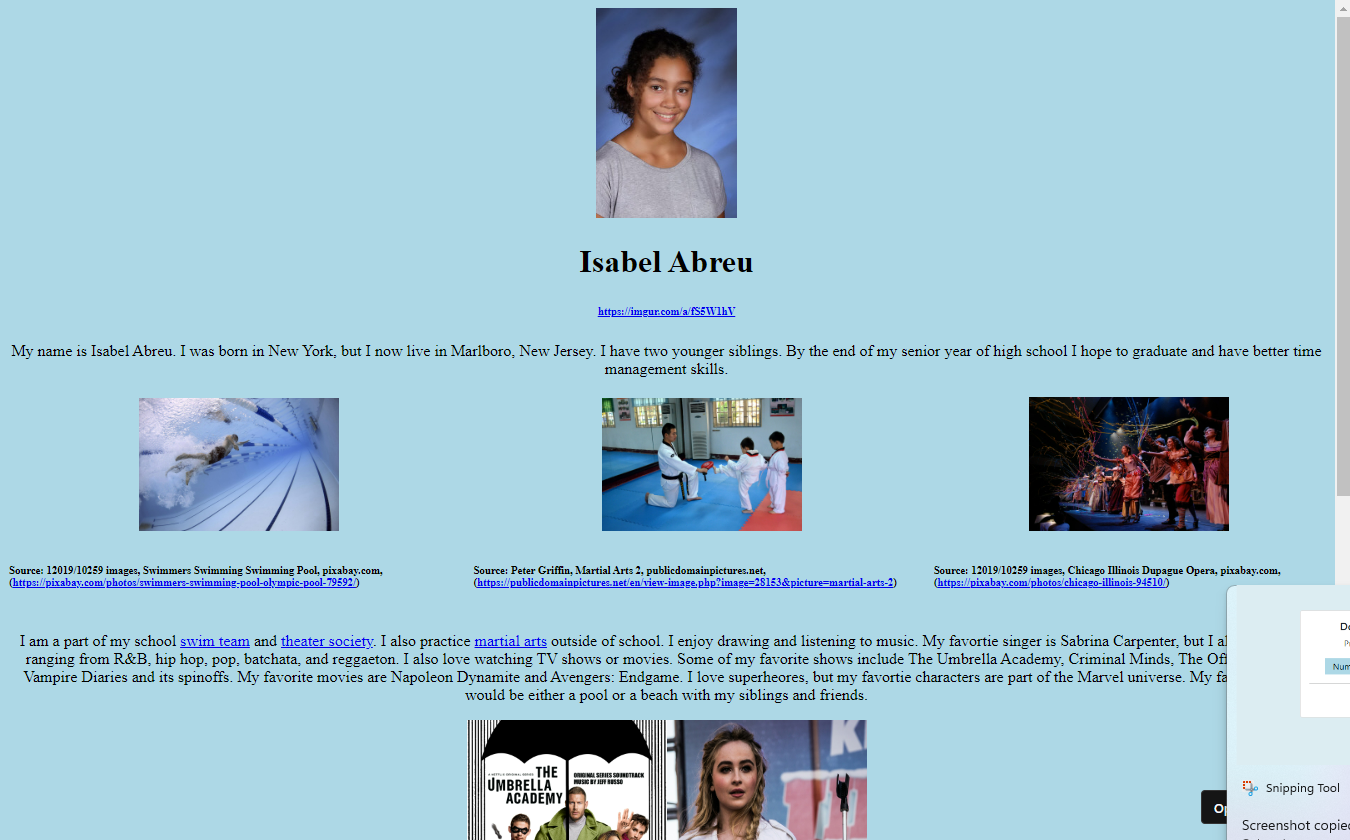 Isabel Abreu
https://imgur.com/a/fS5W1hV
My name is Isabel Abreu. I was born in New York, but I now live in Marlboro, New Jersey. I have two younger siblings. By the end of my senior year of high school I hope to graduate and have better time
management skills.
Source: 12019/10259 images, Swimmers Swimming Swimming Pool, pixabay.com,
(https://pixabay.com/photos/swimmers-swimming-pool-olympic-pool-79592/)
Source: Peter Griffin, Martial Arts 2, publicdomainpictures.net,
(https://publicdomainpictures.net/en/view-image.php?image=28153&picture=martial-arts-2)
Source: 12019/10259 images, Chicago Illinois Dupague Opera, pixabay.com,
(https://pixabay.com/photos/chicago-illinois-94510/)
I am a part of my school swim team and theater society. I also practice martial arts outside of school. I enjoy drawing and listening to music. My favortie singer is Sabrina Carpenter, but I al
ranging from R&B, hip hop, pop, batchata, and reggaeton. I also love watching TV shows or movies. Some of my favorite shows include The Umbrella Academy, Criminal Minds, The Off
Vampire Diaries and its spinoffs. My favorite movies are Napoleon Dynamite and Avengers: Endgame. I love superheores, but my favortie characters are part of the Marvel universe. My fa
would be either a pool or a beach with my siblings and friends.
A NETFLIX ORIGINAL SERIES
THE
UMBRELLA
ACADEMY
ORIGINAL SERIES SOUNDTRACK
MUSIC BY JEFF RUSSO
Num
Snipping Tool
Op
Screenshot copied